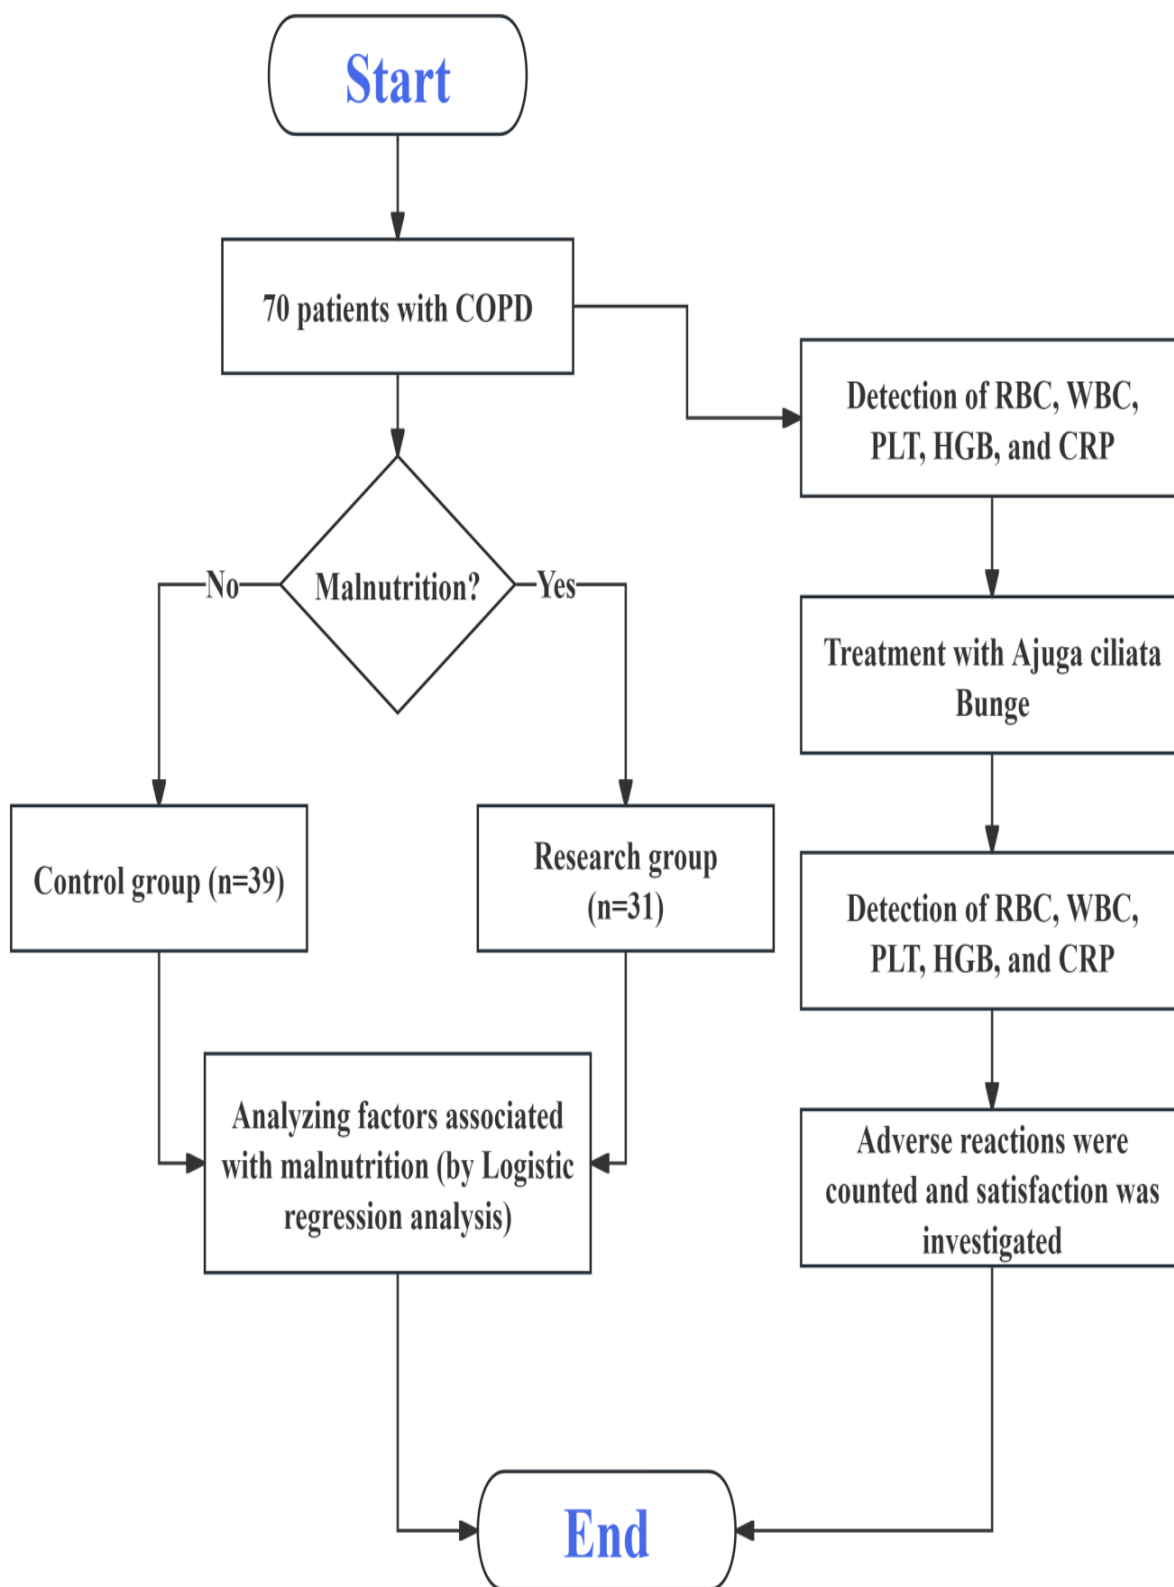 Start
70 patients with COPD
Detection of RBC, WBC,
PLT, HGB, and CRP
Malnutrition?
No
Yes
Treatment with Ajuga ciliata
Bunge
Control group (n=39)
Research group
(n=31)
Detection of RBC, WBC,
PLT, HGB, and CRP
Analyzing factors associated
with malnutrition (by Logistic
regression analysis)
Adverse reactions were
counted and satisfaction was
investigated
End